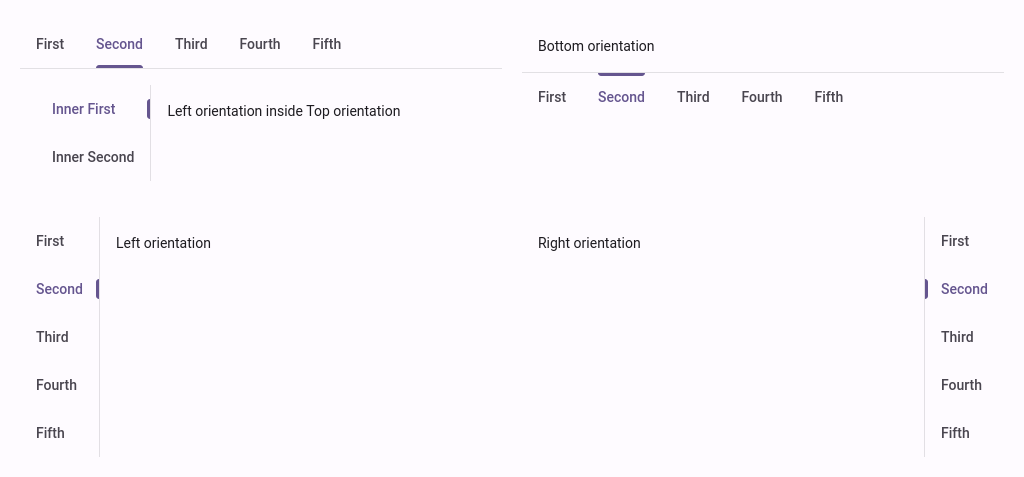 First Second Third Fourth Fifth
Inner First
Left orientation inside Top orientation
Inner Second
Bottom orientation
First Second Third Fourth Fifth
First
Second
Third
Fourth
Fifth
Left orientation
Right orientation
First
Second
Third
Fourth
Fifth